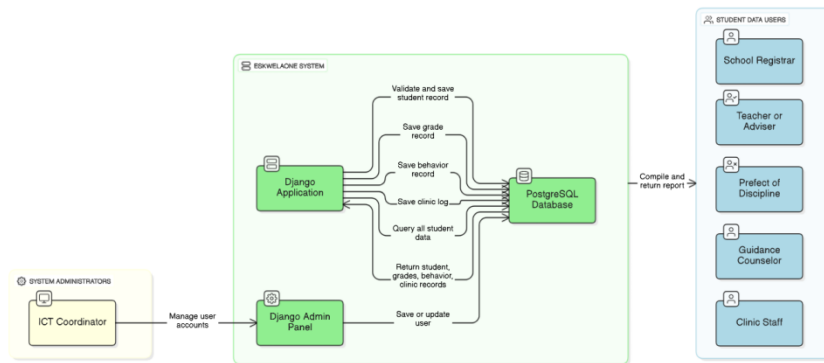 STUDENT DATA USERS
School Registrar
Teacher or
Adviser
Prefect of
Discipline
Guidance
Counselor
Clinic Staff
ESKWELAONE SYSTEM
Validate and save
student record
Save grade
record
Save behavior
record
Save clinic log
Query all student
data
Return student,
grades, behavior,
clinic records
Django
Application
PostgreSQL
Database
Compile and
return report
SYSTEM ADMINISTRATORS
ICT Coordinator
Manage user
accounts
Django Admin
Panel
Save or update
user